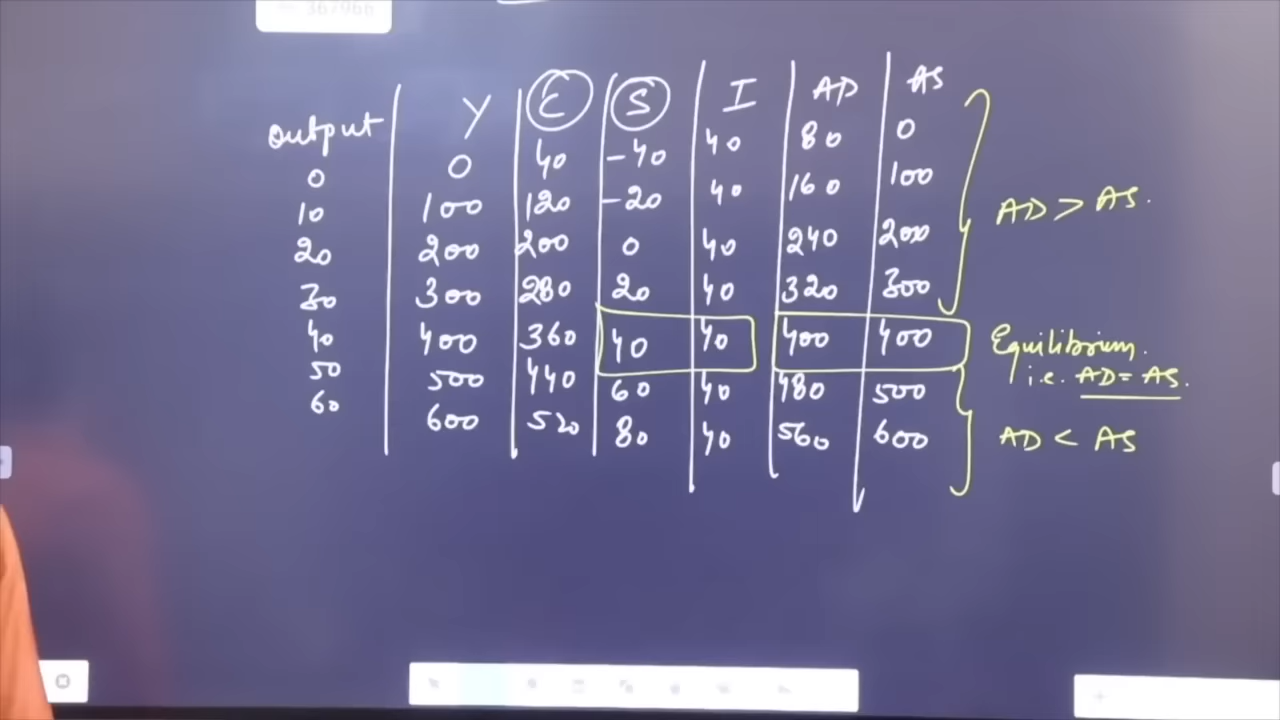 Output Y C S I AD AS
0 0 40 -40 40 80 0
10 100 120 -20 40 160 100
20 200 200 0 40 240 200
30 300 280 20 40 320 300
40 400 360 40 40 400 400
50 500 440 60 40 480 500
60 600 520 80 40 560 600
AD > AS.
Equilibrium.
i.e. AD = AS.
AD < AS